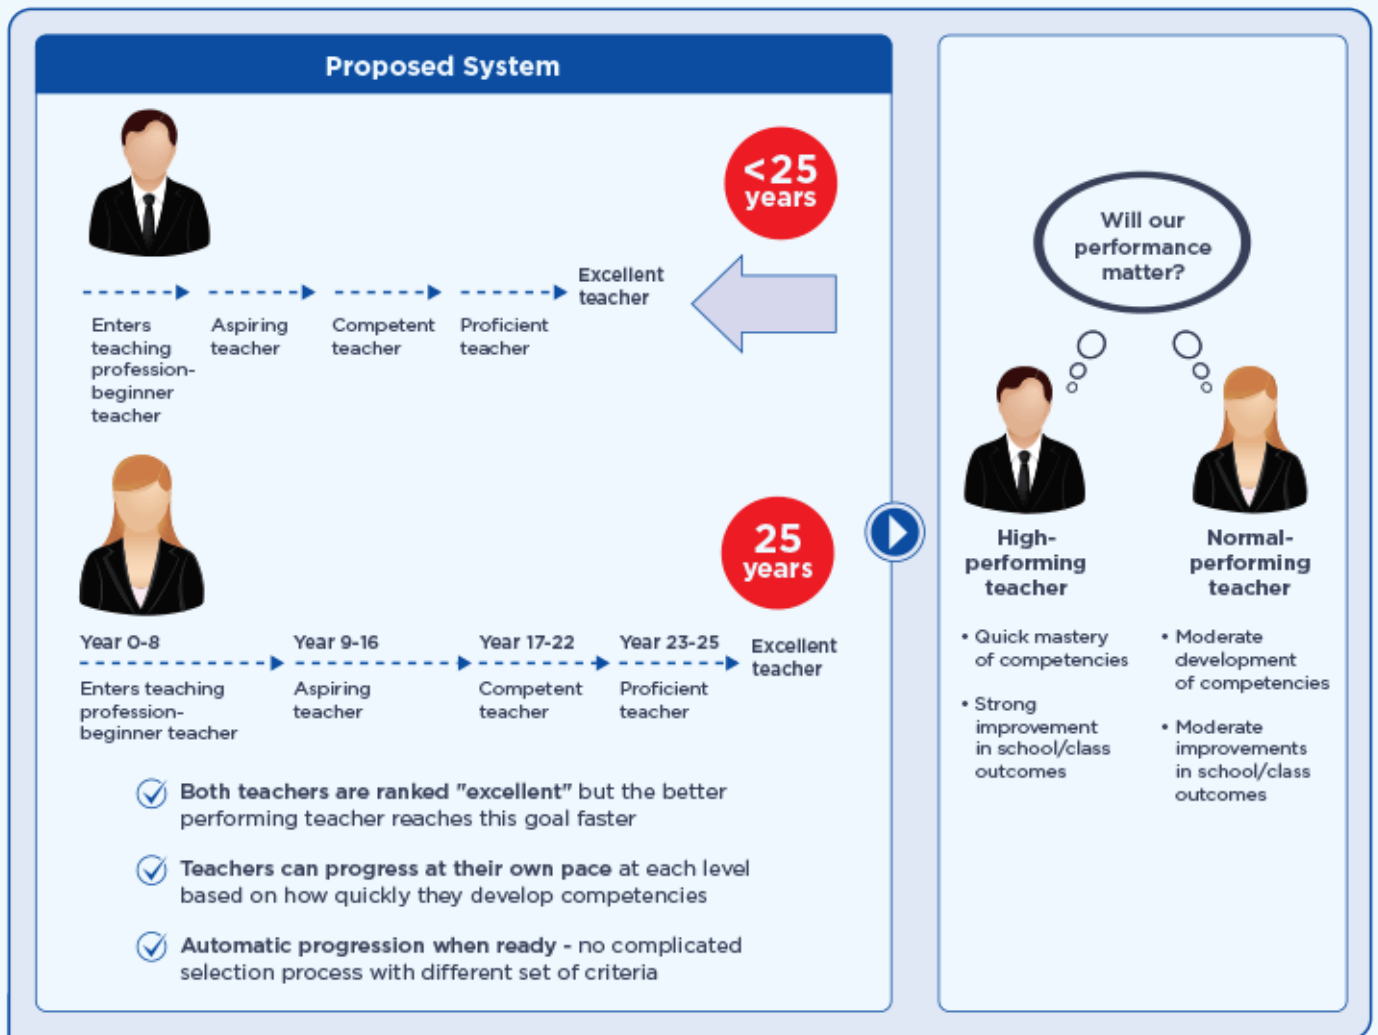 Proposed System
<25
years
Excellent
teacher
Enters
teaching
profession-
beginner
teacher
Aspiring
teacher
Competent
teacher
Proficient
teacher
25
years
Year 0-8
Year 9-16
Year 17-22
Year 23-25
Excellent
teacher
Enters teaching
profession-
beginner teacher
Aspiring
teacher
Competent
teacher
Proficient
teacher
Both teachers are ranked "excellent" but the better
performing teacher reaches this goal faster
Teachers can progress at their own pace at each level
based on how quickly they develop competencies
Automatic progression when ready - no complicated
selection process with different set of criteria
Will our
performance
matter?
High-
performing
teacher
• Quick mastery
of competencies
• Strong
improvement
in school/class
outcomes
Normal-
performing
teacher
• Moderate
development
of competencies
• Moderate
improvements
in school/class
outcomes